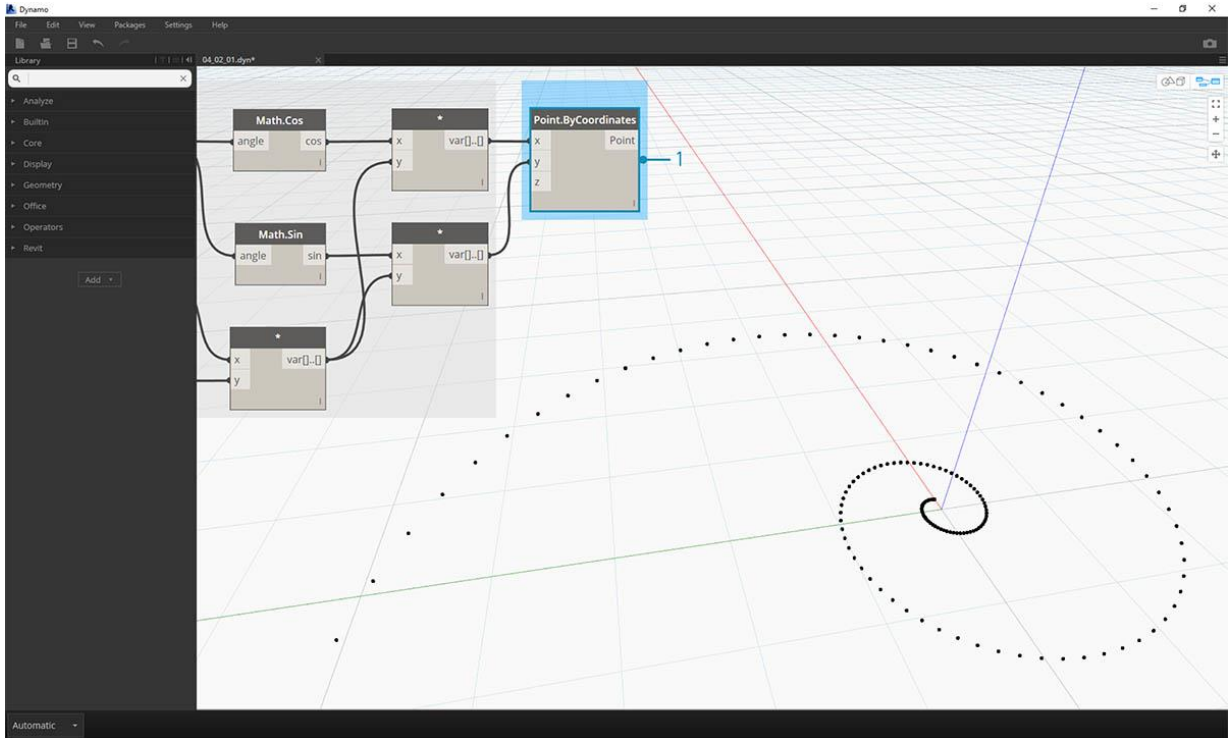 Dynamo
File Edit View Packages Settings Help
Library
04_02_01.dyn*
Analyze
BuiltIn
Core
Display
Geometry
Office
Operators
Revit
Add
Math.Cos
angle cos
*
x var[]..[]
y
Point.ByCoordinates
x Point
y
z
1
Math.Sin
angle sin
*
x var[]..[]
y
*
x var[]..[]
y
Automatic